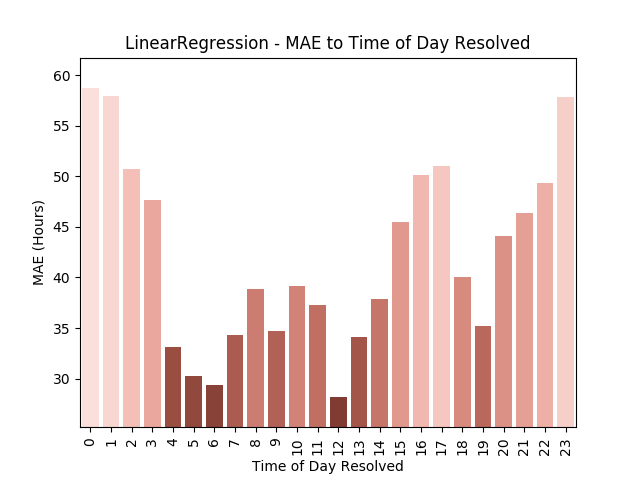 LinearRegression - MAE to Time of Day Resolved
60
55
50
45
40
35
30
MAE (Hours)
0 1 2 3 4 5 6 7 8 9 10 11 12 13 14 15 16 17 18 19 20 21 22 23
Time of Day Resolved